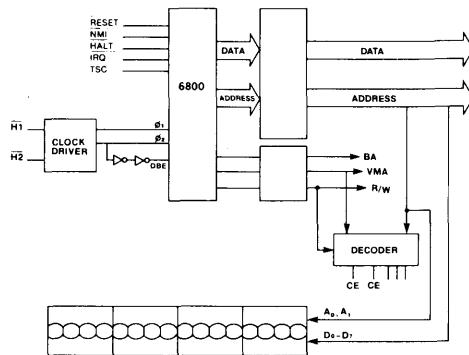 RESET
NMI
HALT
IRQ
TSC
6800
DATA
DATA
ADDRESS
ADDRESS
H1
H2
CLOCK
DRIVER
Ø₁
Ø₂
DBE
BA
VMA
R/W
DECODER
CE CE
A₀, A₁
D₀–D₇